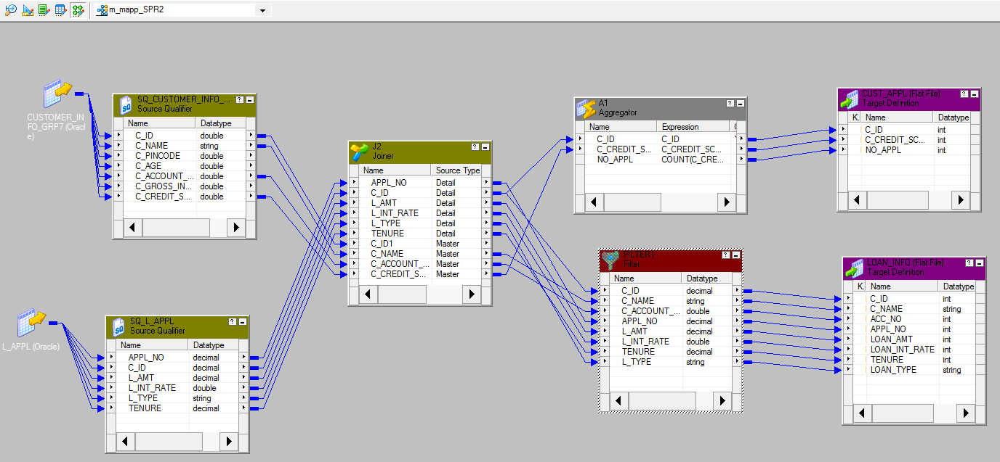 m_mapp_SPR2
CUSTOMER_IN
FO_GRP7 (Oracl
e)
SQ_CUSTOMER_INFO_...
Source Qualifier
Name Datatype
C_ID double
C_NAME string
C_PINCODE double
C_AGE double
C_ACCOUNT_... double
C_GROSS_IN... double
C_CREDIT_S... double
L_APPL (Oracle)
SQ_L_APPL
Source Qualifier
Name Datatype
APPL_NO decimal
C_ID decimal
L_AMT decimal
L_INT_RATE double
L_TYPE string
TENURE decimal
J2
Joiner
Name Source Type
APPL_NO Detail
C_ID Detail
L_AMT Detail
L_INT_RATE Detail
L_TYPE Detail
TENURE Detail
C_ID1 Master
C_NAME Master
C_ACCOUNT_... Master
C_CREDIT_S... Master
A1
Aggregator
Name Expression
C_ID C_ID
C_CREDIT_S... C_CREDIT_SC...
NO_APPL COUNT(C_CRE...
FILTER1
Filter
Name Datatype
C_ID decimal
C_NAME string
C_ACCOUNT_... double
APPL_NO decimal
L_AMT decimal
L_INT_RATE double
TENURE decimal
L_TYPE string
CUST_APPL (Flat File)
Target Definition
K. Name Datatype
C_ID int
C_CREDIT_SC... int
NO_APPL int
LOAN_INFO (Flat File)
Target Definition
K. Name Datatype
C_ID int
C_NAME string
ACC_NO int
APPL_NO int
LOAN_AMT int
LOAN_INT_RATE int
TENURE int
LOAN_TYPE string